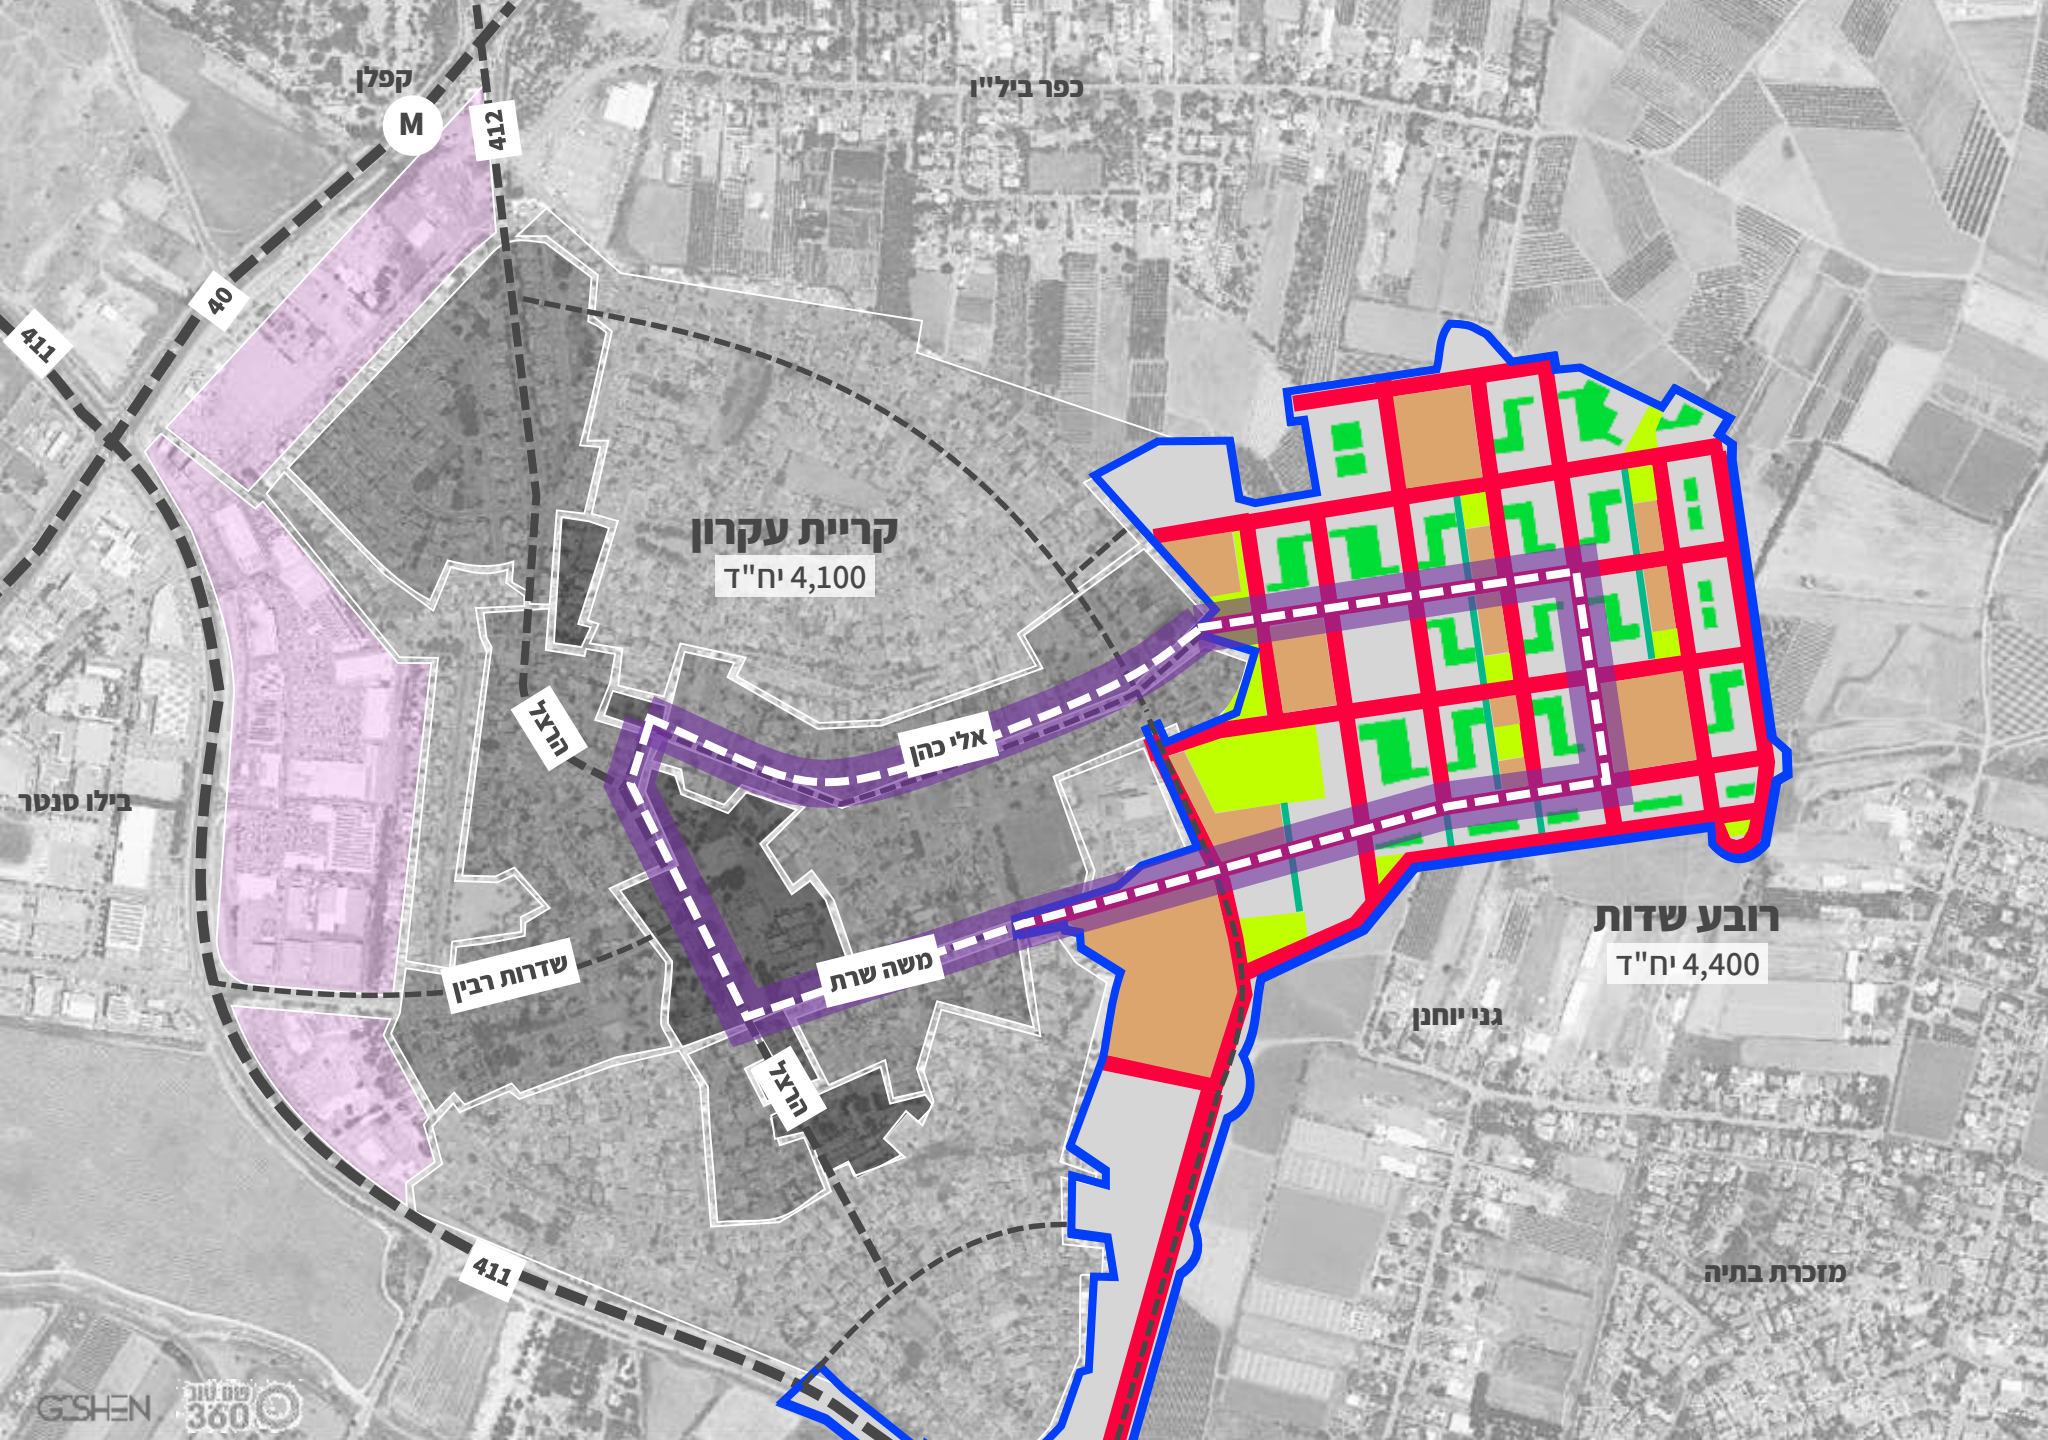 קפלן
M
412
כפר ביל"ו
40
411
קריית עקרון
4,100 יח"ד
הרצל
אלי כהן
בילו סנטר
שדרות רבין
משה שרת
רובע שדות
4,400 יח"ד
גני יוחנן
הרצל
411
מזכרת בתיה
GESHEN
360